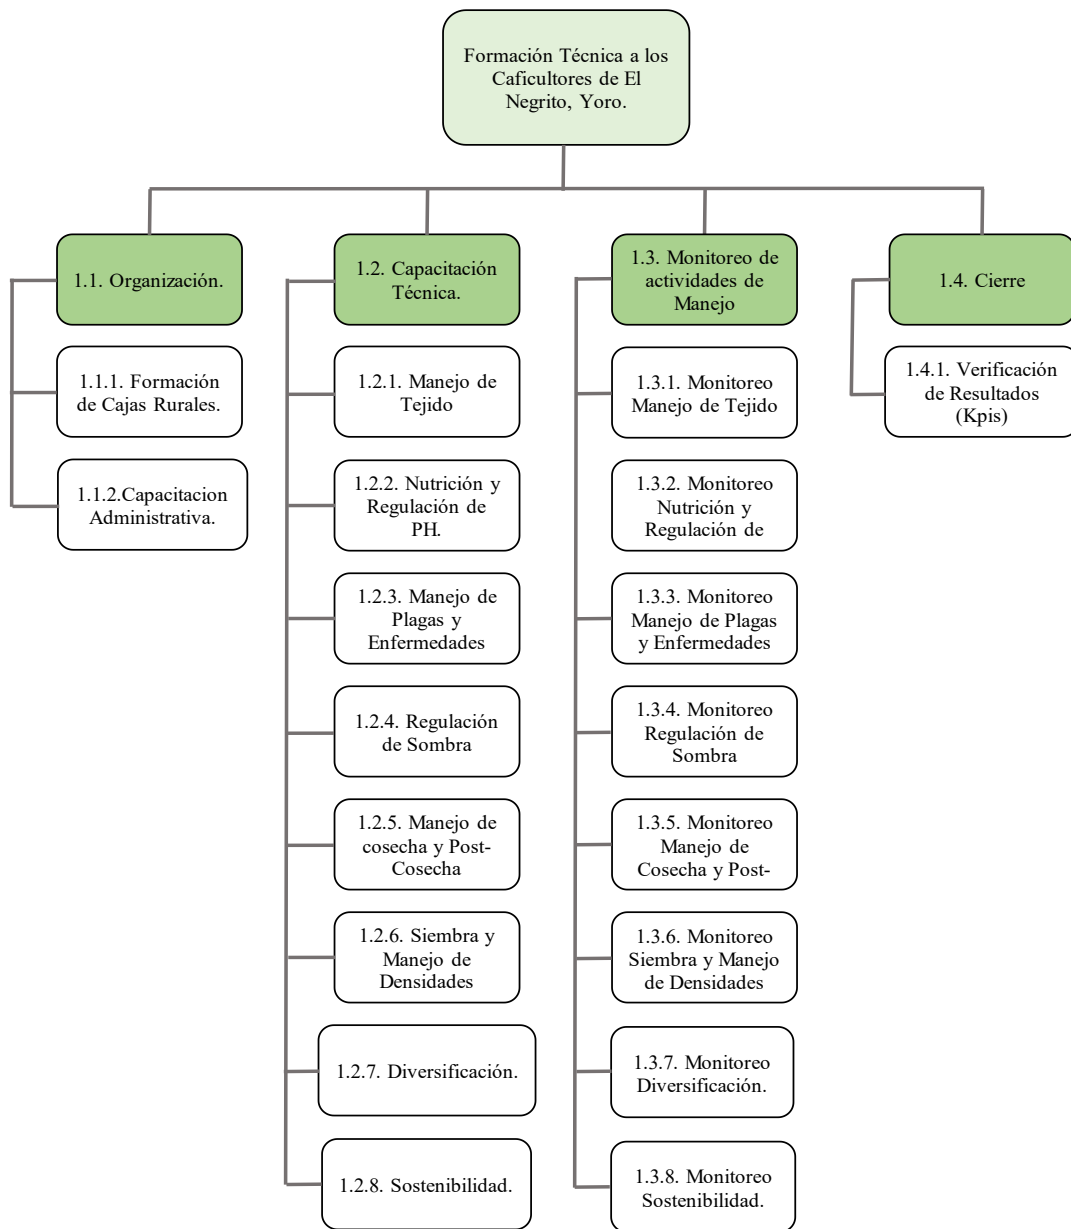 Formación Técnica a los
Caficultores de El
Negrito, Yoro.
1.1. Organización.
1.1.1. Formación
de Cajas Rurales.
1.1.2.Capacitacion
Administrativa.
1.2. Capacitación
Técnica.
1.2.1. Manejo de
Tejido
1.2.2. Nutrición y
Regulación de
PH.
1.2.3. Manejo de
Plagas y
Enfermedades
1.2.4. Regulación
de Sombra
1.2.5. Manejo de
cosecha y Post-
Cosecha
1.2.6. Siembra y
Manejo de
Densidades
1.2.7. Diversificación.
1.2.8. Sostenibilidad.
1.3. Monitoreo de
actividades de
Manejo
1.3.1. Monitoreo
Manejo de Tejido
1.3.2. Monitoreo
Nutrición y
Regulación de
1.3.3. Monitoreo
Manejo de Plagas
y Enfermedades
1.3.4. Monitoreo
Regulación de
Sombra
1.3.5. Monitoreo
Manejo de
Cosecha y Post-
1.3.6. Monitoreo
Siembra y Manejo
de Densidades
1.3.7. Monitoreo
Diversificación.
1.3.8. Monitoreo
Sostenibilidad.
1.4. Cierre
1.4.1. Verificación
de Resultados
(Kpis)